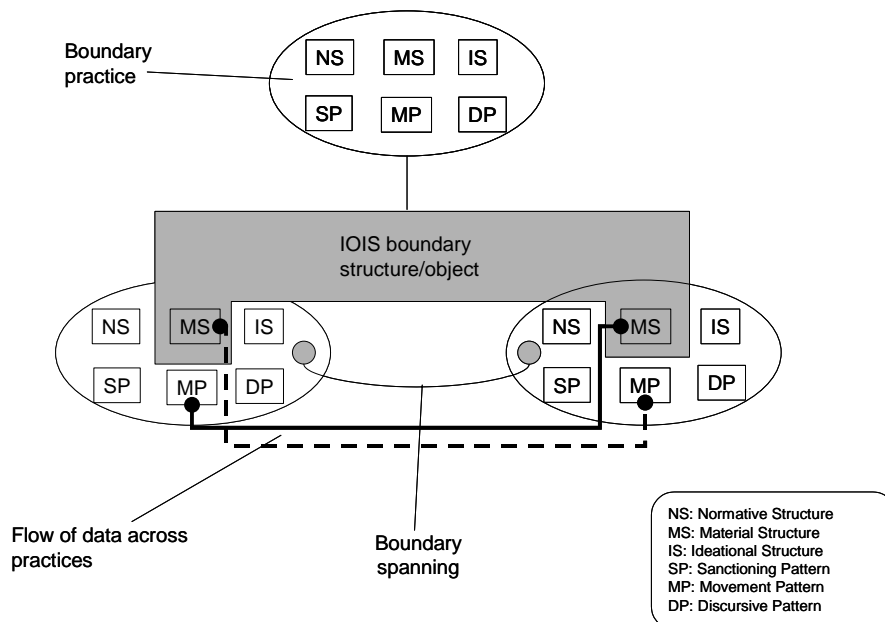 Boundary
practice
NS MS IS
SP MP DP
IOIS boundary
structure/object
NS MS IS
SP MP DP
NS MS IS
SP MP DP
Flow of data across
practices
Boundary
spanning
NS: Normative Structure
MS: Material Structure
IS: Ideational Structure
SP: Sanctioning Pattern
MP: Movement Pattern
DP: Discursive Pattern